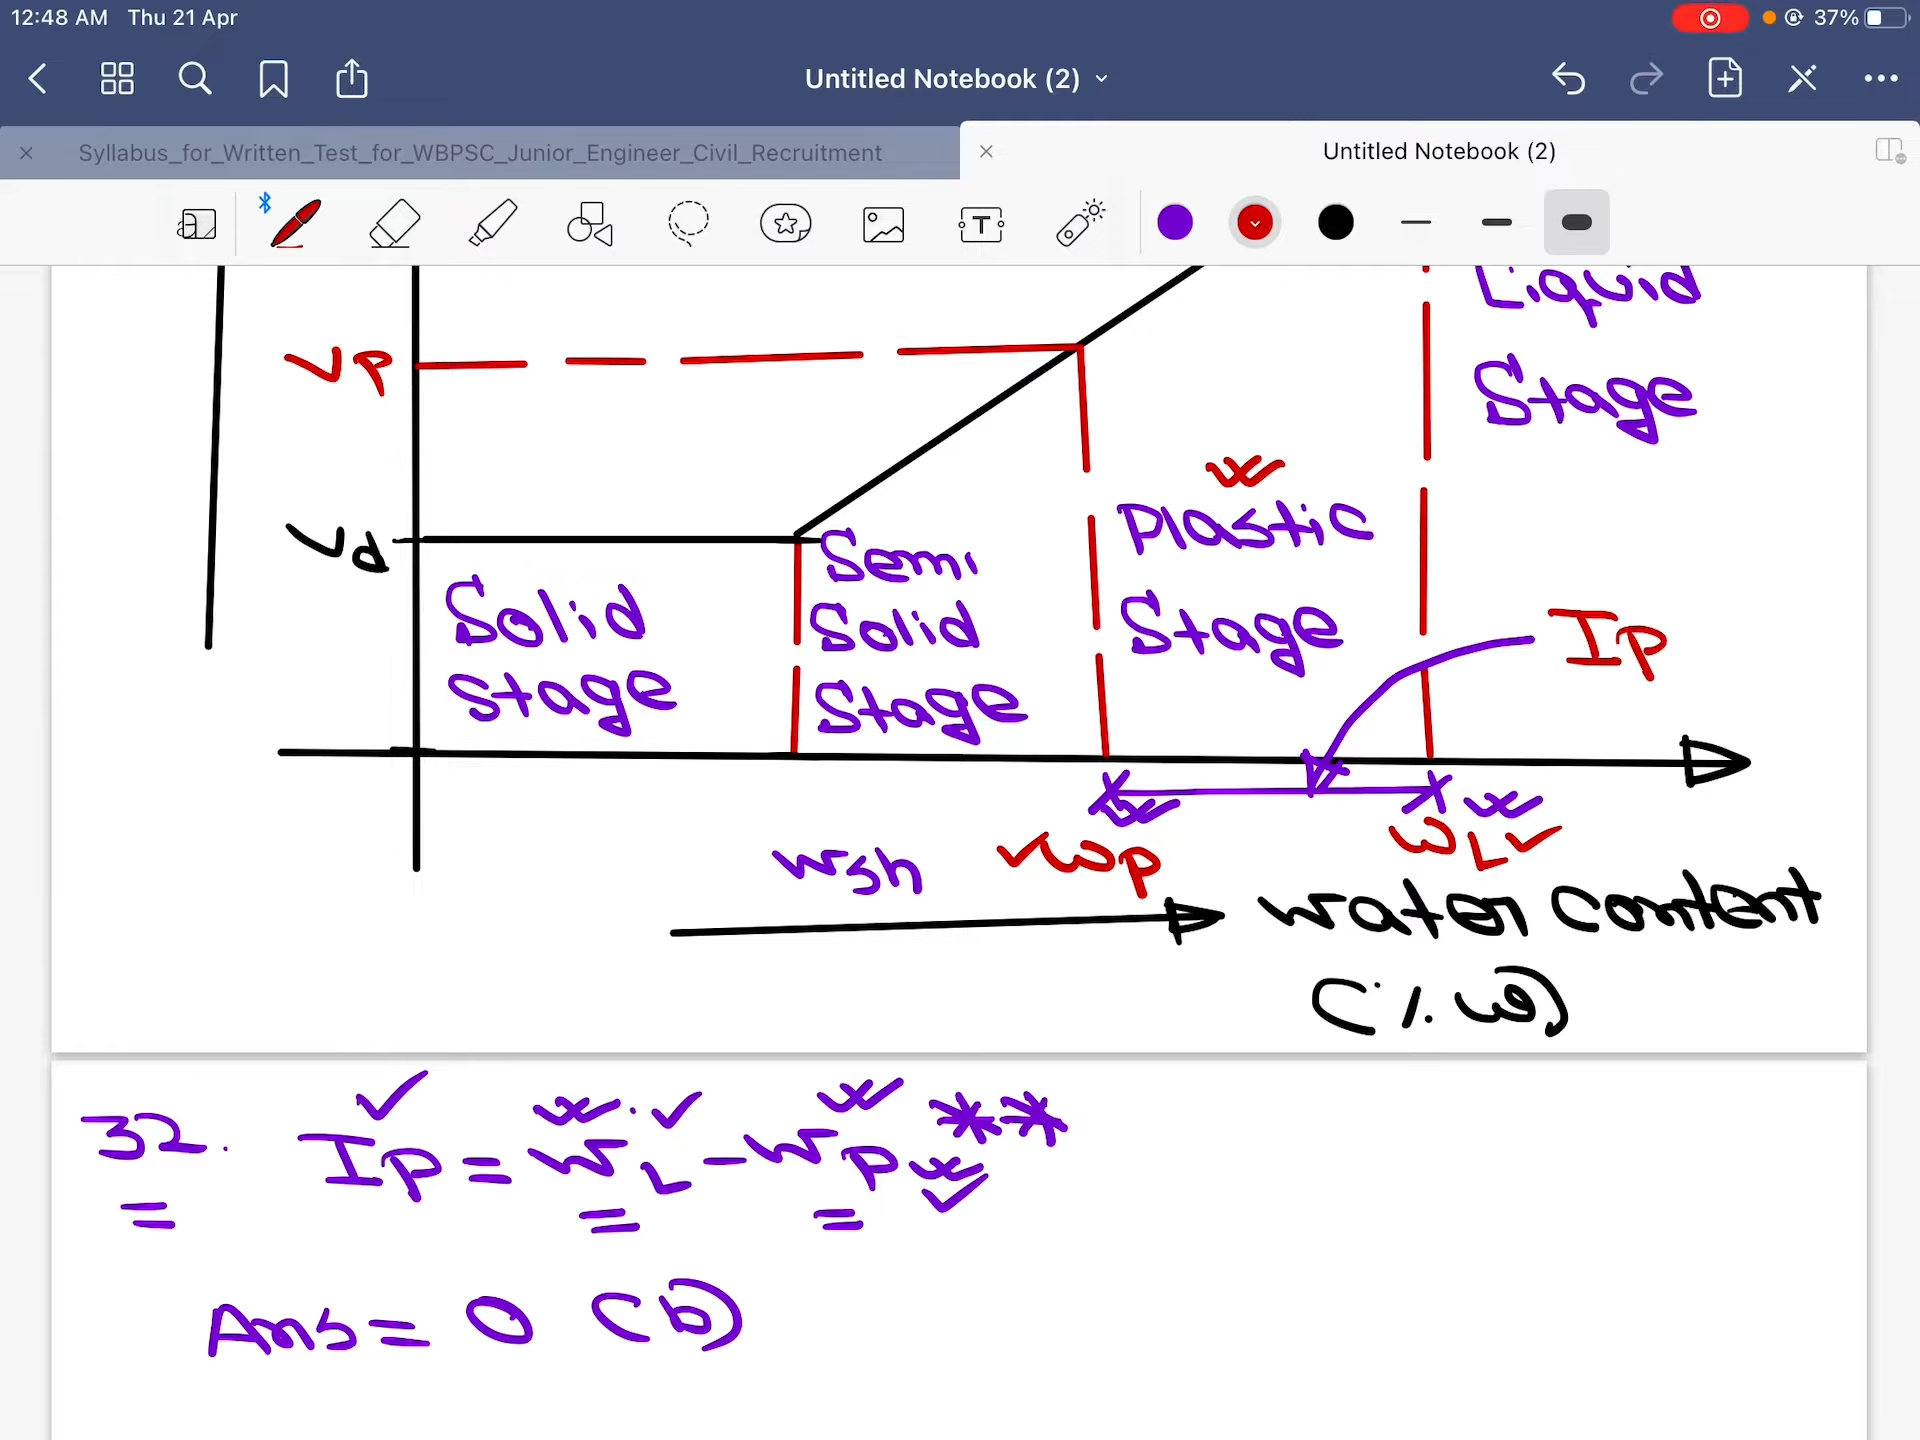 12:48 AM Thu 21 Apr
37%
Untitled Notebook (2)
Syllabus_for_Written_Test_for_WBPSC_Junior_Engineer_Civil_Recruitment
Untitled Notebook (2)
Liquid
Stage
Vp
Plastic
Stage
Vd
Semi
Solid
Stage
Solid
stage
Ip
wsh
wp
wL
water content
(% w)
32. Ip = wL - wp **
Ans = 0 (b)